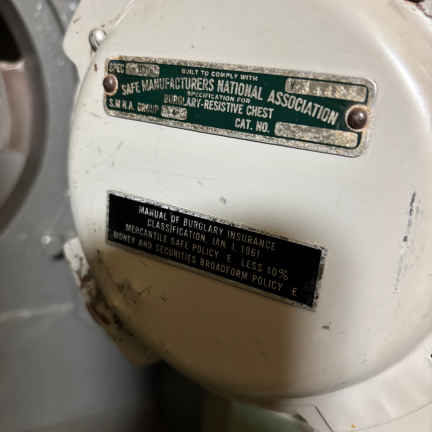 BUILT TO COMPLY WITH
SPEC
SAFE MANUFACTURERS NATIONAL ASSOCIATION
SPECIFICATION FOR
BURGLARY-RESISTIVE CHEST
S.M.N.A. GROUP CAT. NO.
MANUAL OF BURGLARY INSURANCE
CLASSIFICATION, JAN. 1, 1961
MERCANTILE SAFE POLICY E LESS 10%
MONEY AND SECURITIES BROADFORM POLICY E